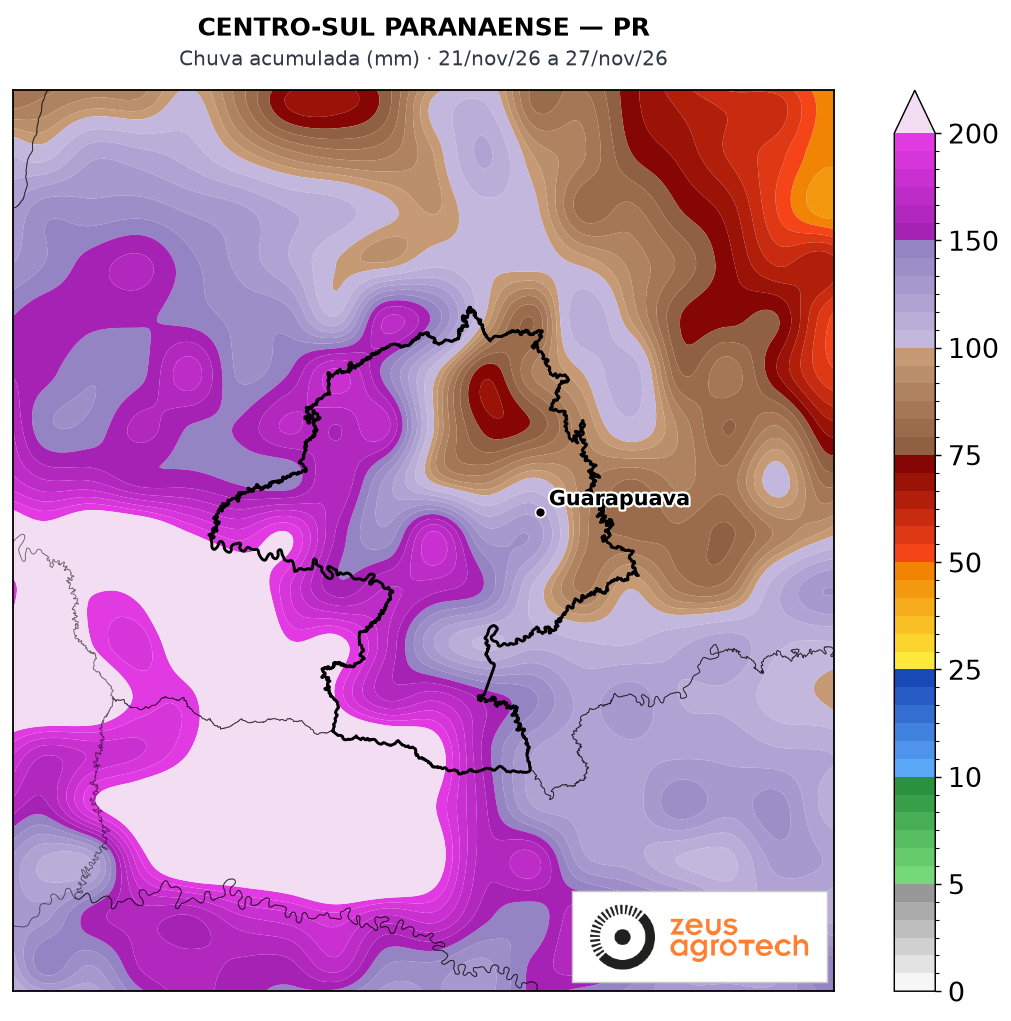 CENTRO-SUL PARANAENSE — PR
Chuva acumulada (mm) · 21/nov/26 a 27/nov/26
200
150
100
75
50
25
10
5
0
Guarapuava
zeus
agrotech